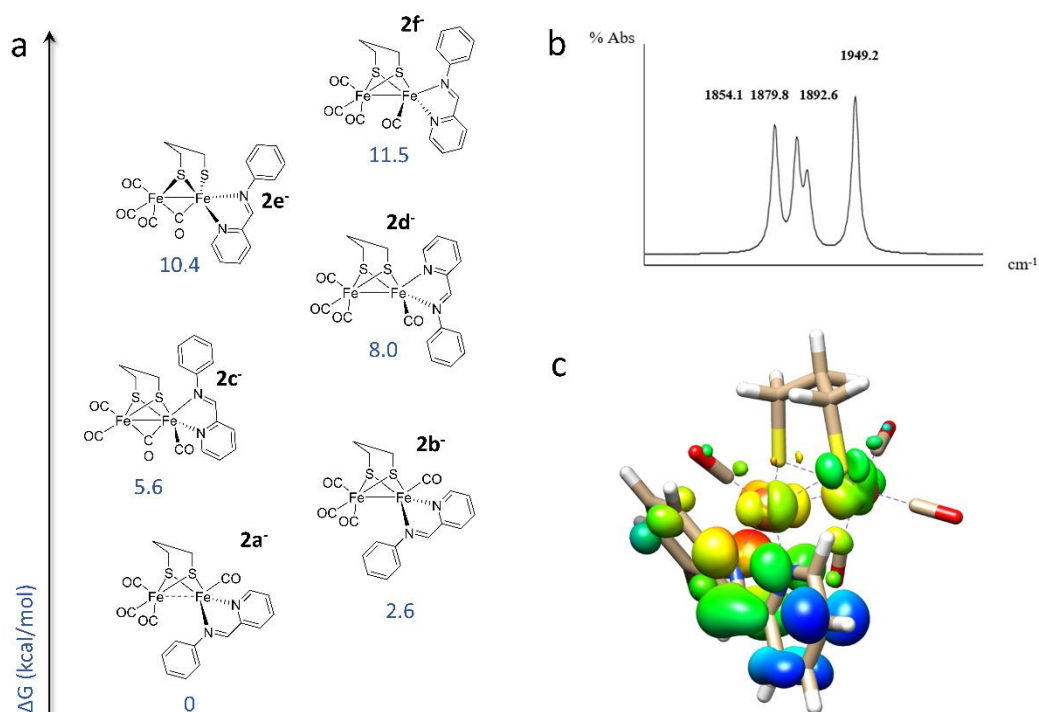 a
ΔG (kcal/mol)
2f⁻
S
S
N
OC
Fe
Fe
OC
OC
OC
N
11.5
S
S
OC
Fe
Fe
N
2e⁻
OC
OC
C
N
O
10.4
2d⁻
S
S
N
OC
Fe
Fe
OC
OC
CO
N
8.0
2c⁻
S
S
N
OC
Fe
Fe
OC
C
N
O
CO
5.6
2b⁻
S
S
CO
OC
Fe
Fe
N
OC
OC
N
2.6
2a⁻
S
S
CO
OC
Fe
Fe
N
OC
OC
N
0
b
% Abs
1949.2
1854.1 1879.8 1892.6
cm⁻¹
c